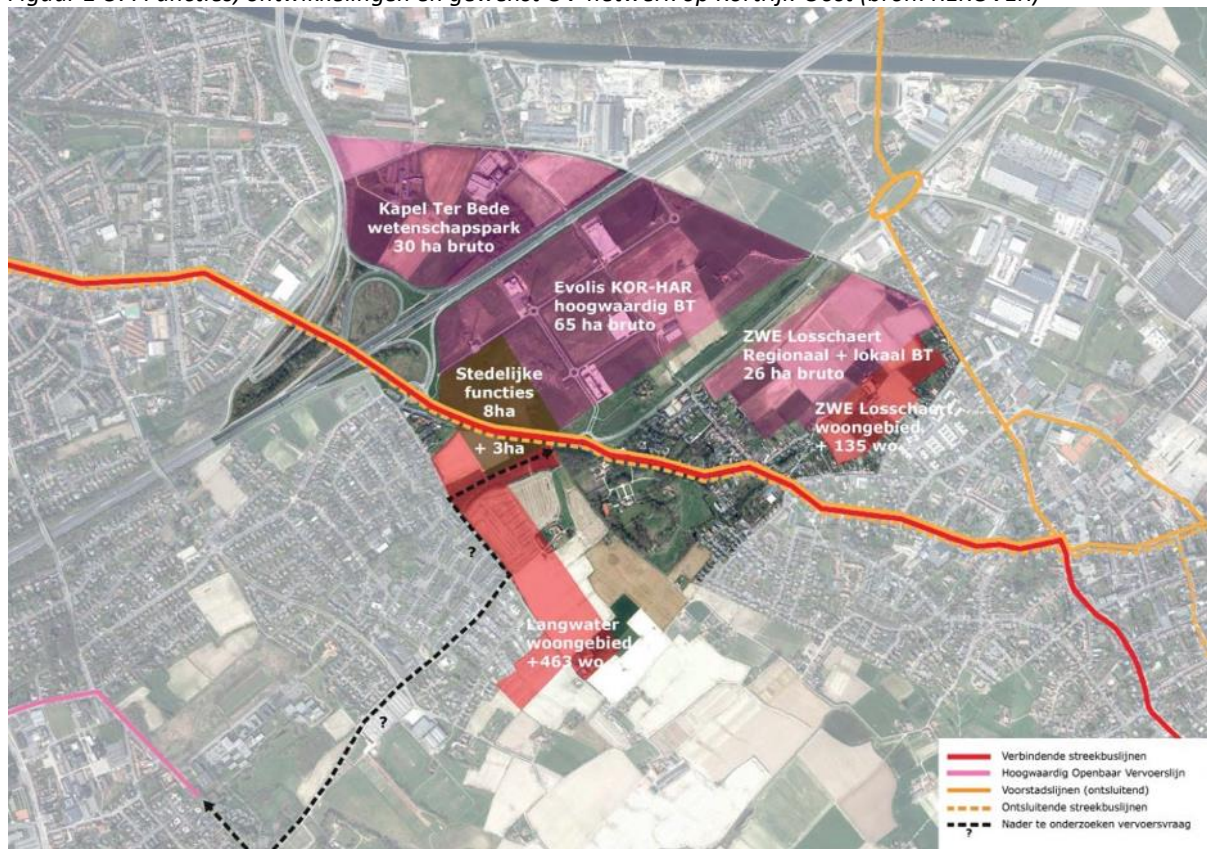 Kapel Ter Bede
wetenschapspark
30 ha bruto
Evolis KOR-HAR
hoogwaardig BT
65 ha bruto
ZWE Losschaert
Regionaal + lokaal BT
26 ha bruto
Stedelijke
functies
8ha
+ 3ha
ZWE Losschaert
woongebied
+ 135 wo
?
Langwater
woongebied
+463 wo
?
Verbindende streekbuslijnen
Hoogwaardig Openbaar Vervoerslijn
Voorstadslijnen (ontsluitend)
Ontsluitende streekbuslijnen
Nader te onderzoeken vervoersvraag
?